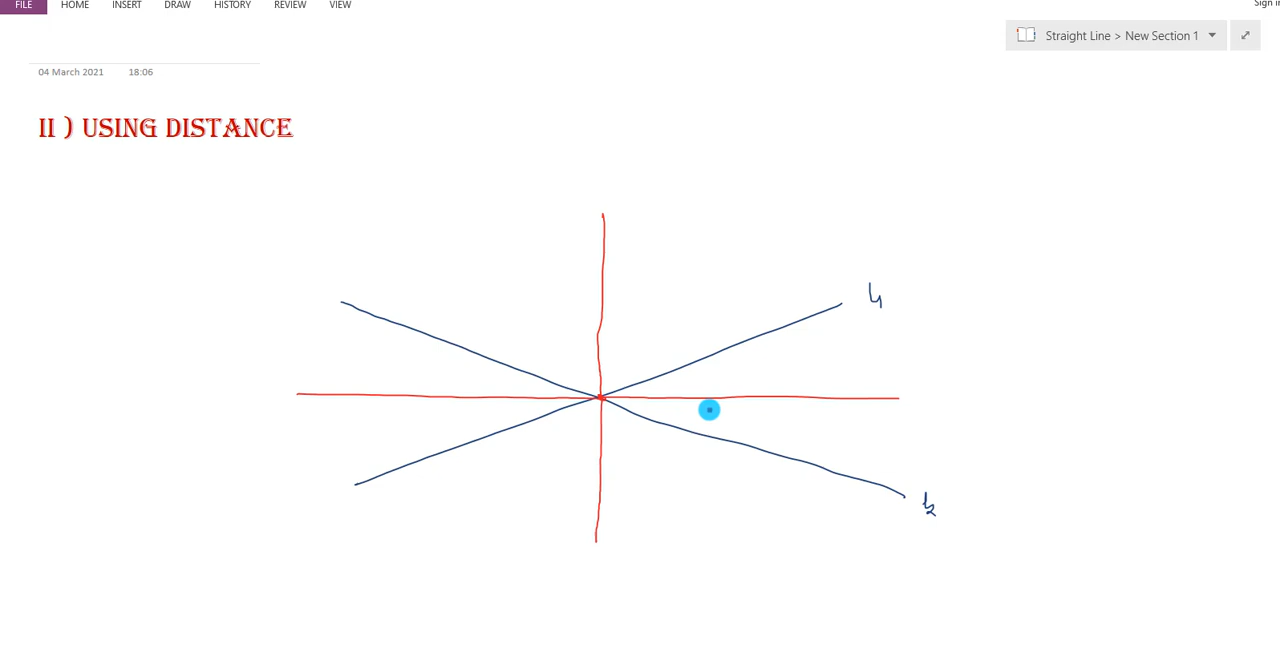 FILE HOME INSERT DRAW HISTORY REVIEW VIEW
Straight Line > New Section 1
04 March 2021 18:06
II ) USING DISTANCE
L1
L2